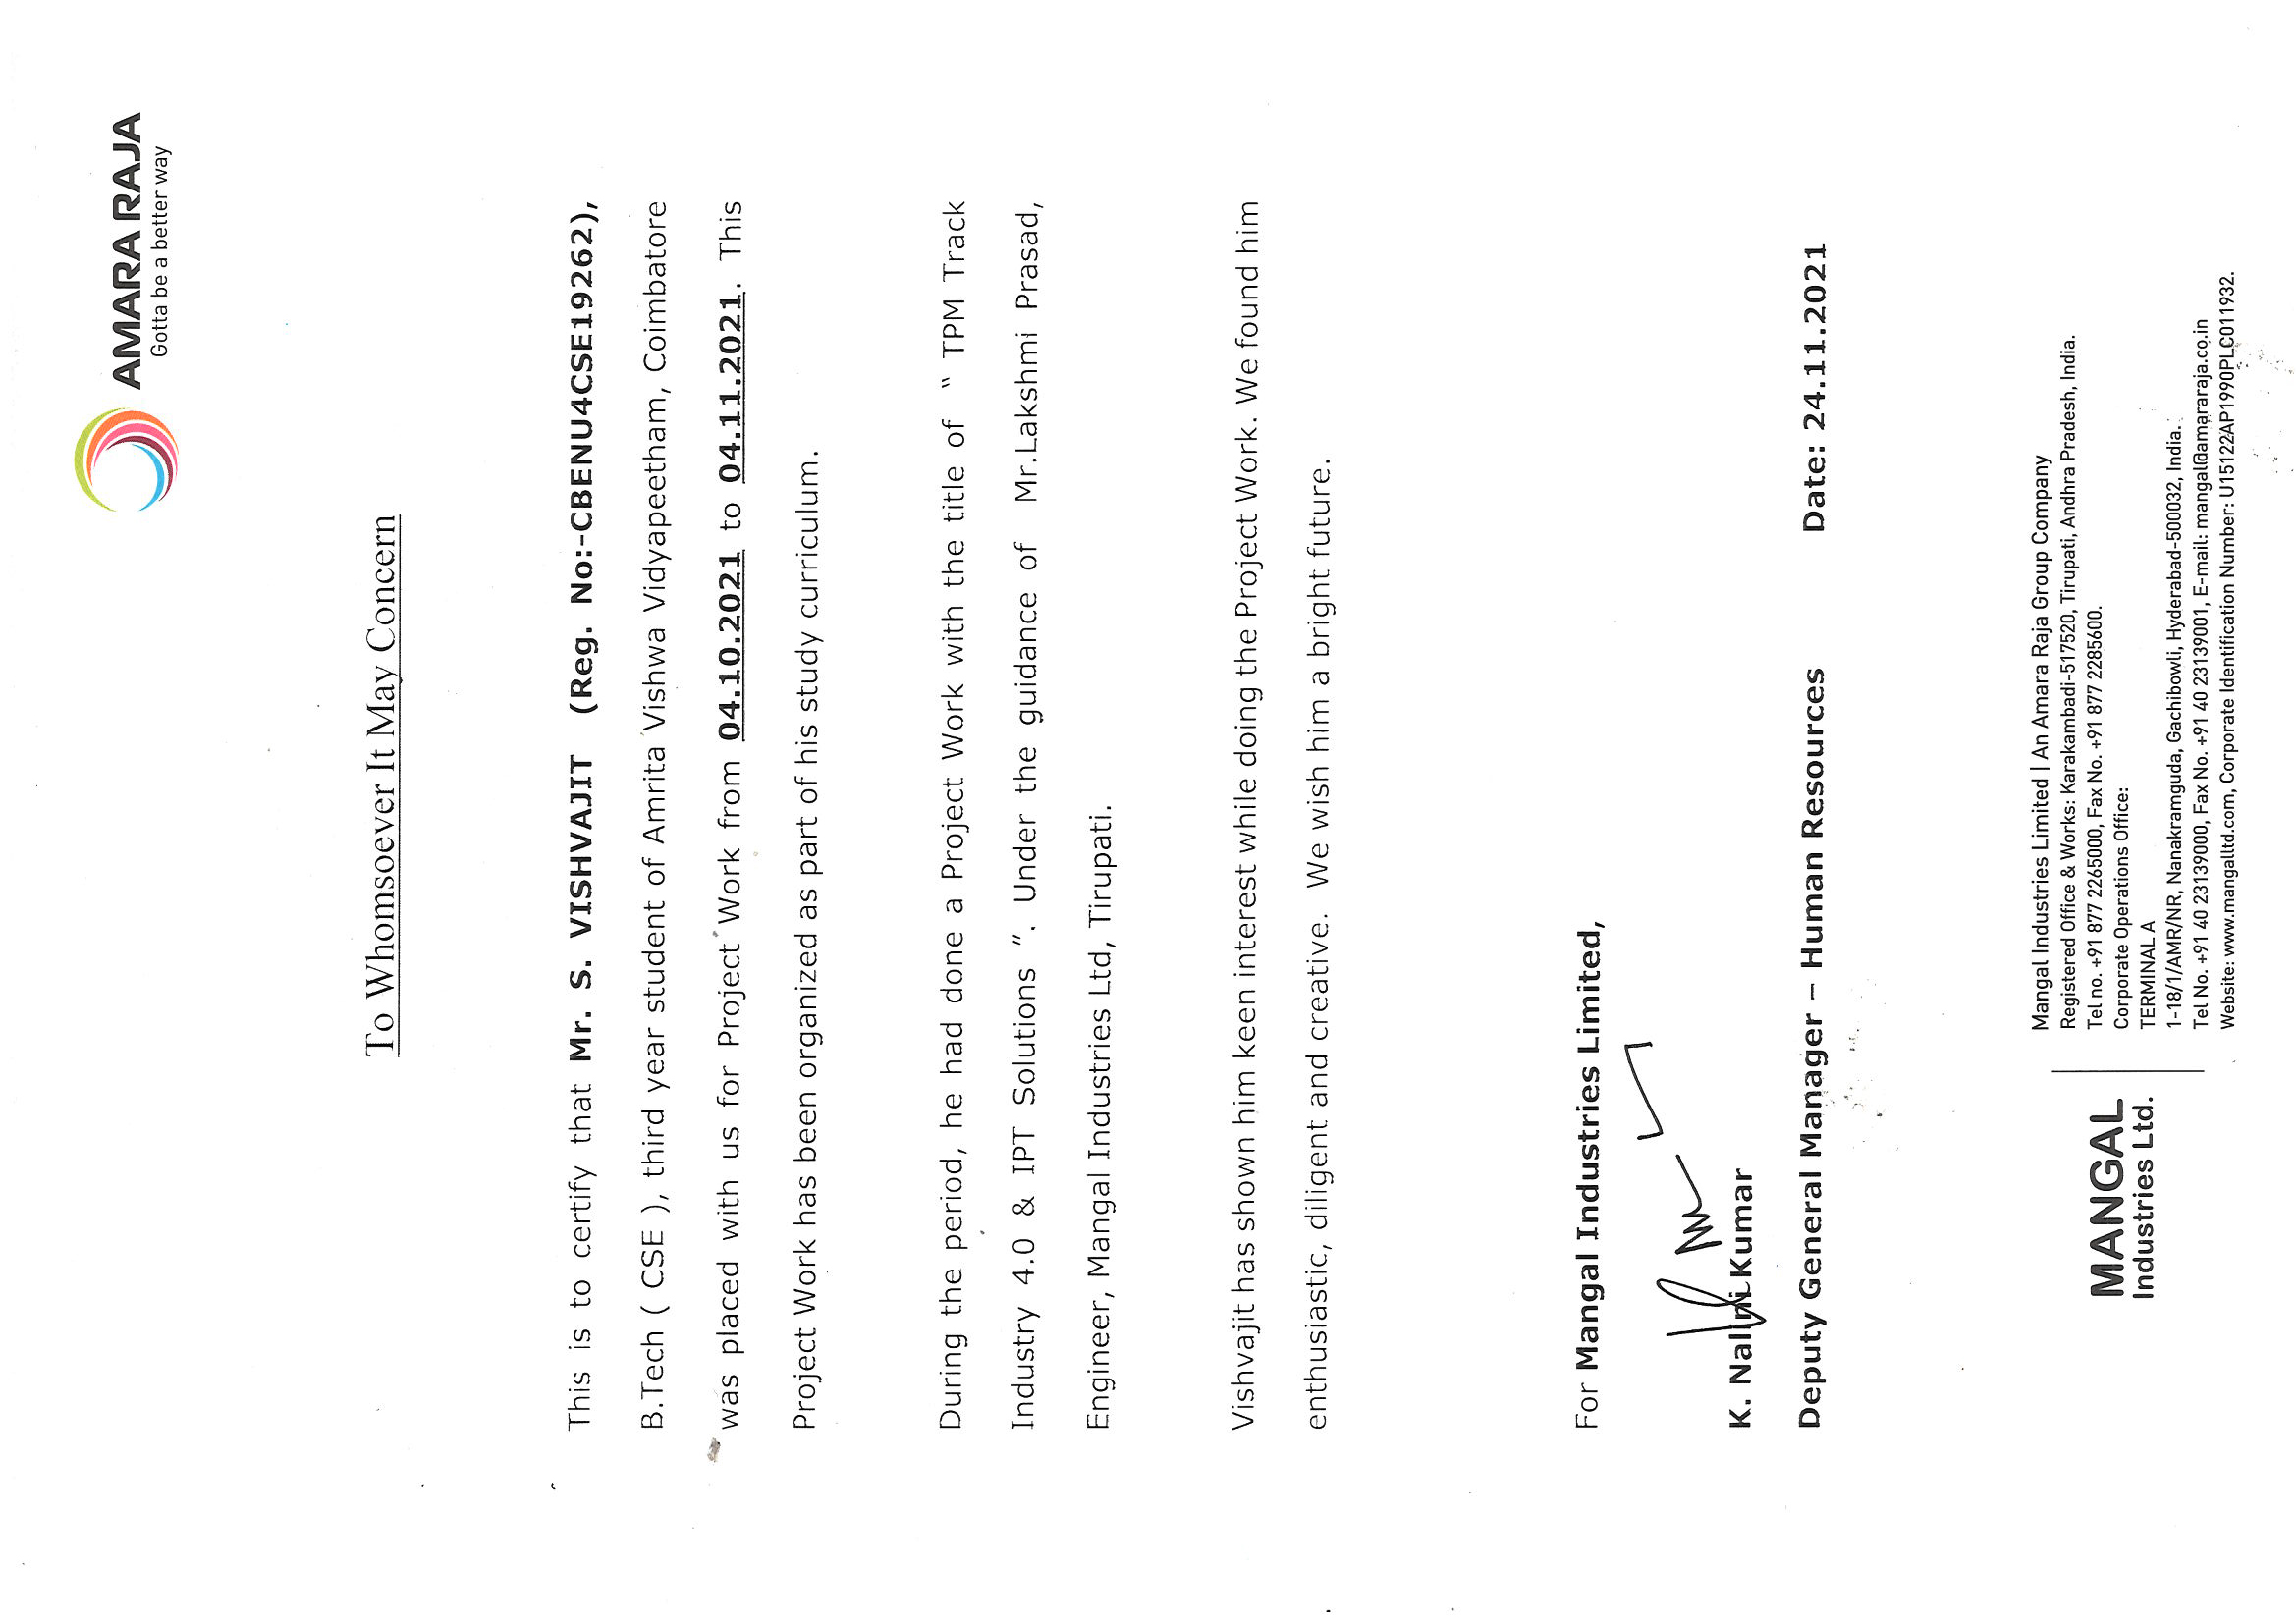 AMARA RAJA
Gotta be a better way
To Whomsoever It May Concern
This is to certify that Mr. S. VISHVAJIT (Reg. No:-CBENU4CSE19262),
B.Tech ( CSE ), third year student of Amrita Vishwa Vidyapeetham, Coimbatore
was placed with us for Project Work from 04.10.2021 to 04.11.2021. This
Project Work has been organized as part of his study curriculum.
During the period, he had done a Project Work with the title of " TPM Track
Industry 4.0 & IPT Solutions ". Under the guidance of Mr.Lakshmi Prasad,
Engineer, Mangal Industries Ltd, Tirupati.
Vishvajit has shown him keen interest while doing the Project Work. We found him
enthusiastic, diligent and creative. We wish him a bright future.
For Mangal Industries Limited,
K. Nalini Kumar
Deputy General Manager – Human Resources Date: 24.11.2021
MANGAL
Industries Ltd.
Mangal Industries Limited | An Amara Raja Group Company
Registered Office & Works: Karakambadi-517520, Tirupati, Andhra Pradesh, India.
Tel no. +91 877 2265000, Fax No. +91 877 2285600.
Corporate Operations Office:
TERMINAL A
1-18/1/AMR/NR, Nanakramguda, Gachibowli, Hyderabad-500032, India.
Tel No. +91 40 23139000, Fax No. +91 40 23139001, E-mail: mangal@amararaja.co.in
Website: www.mangalltd.com, Corporate Identification Number: U15122AP1990PLC011932.